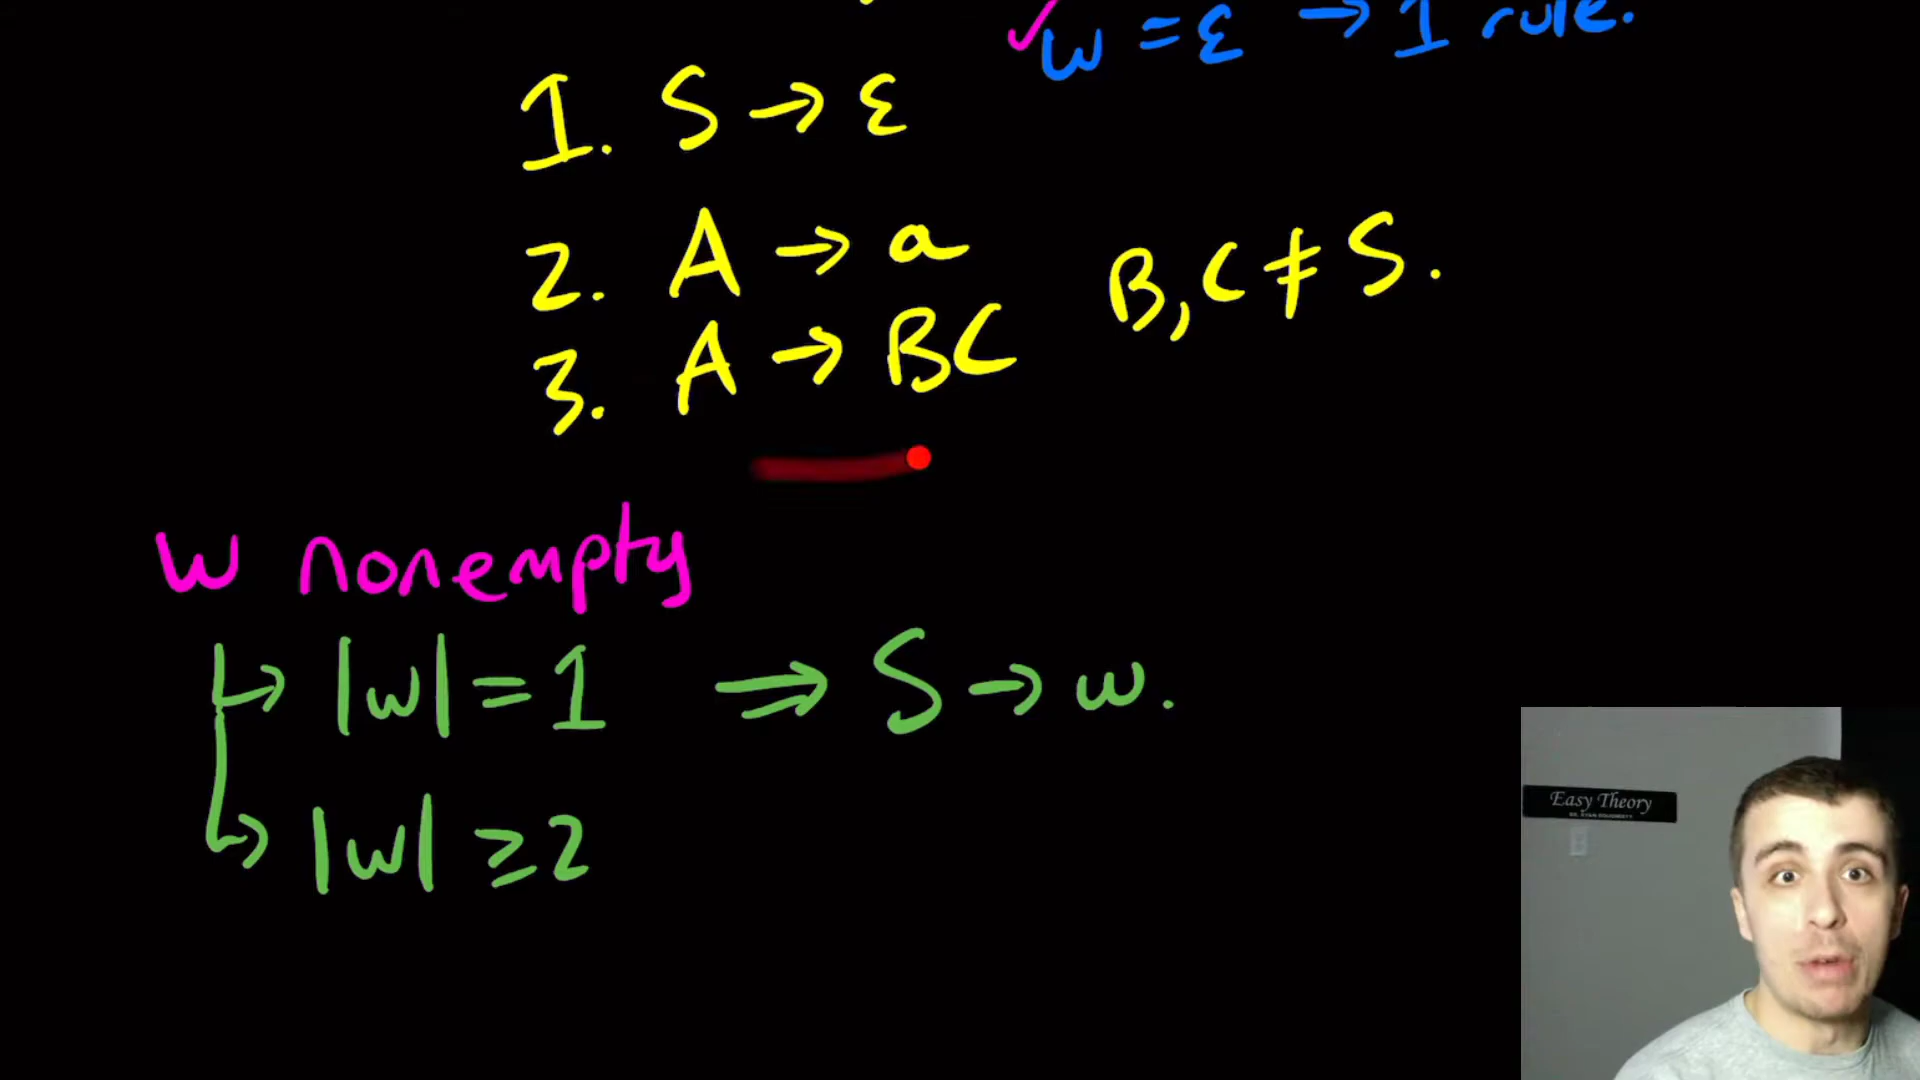 ✓ w = ε → 1 rule.
1. S → ε
2. A → a
B, C ≠ S.
3. A → BC
w nonempty
↳ |w| = 1 ⇒ S → w.
↳ |w| ≥ 2
Easy Theory